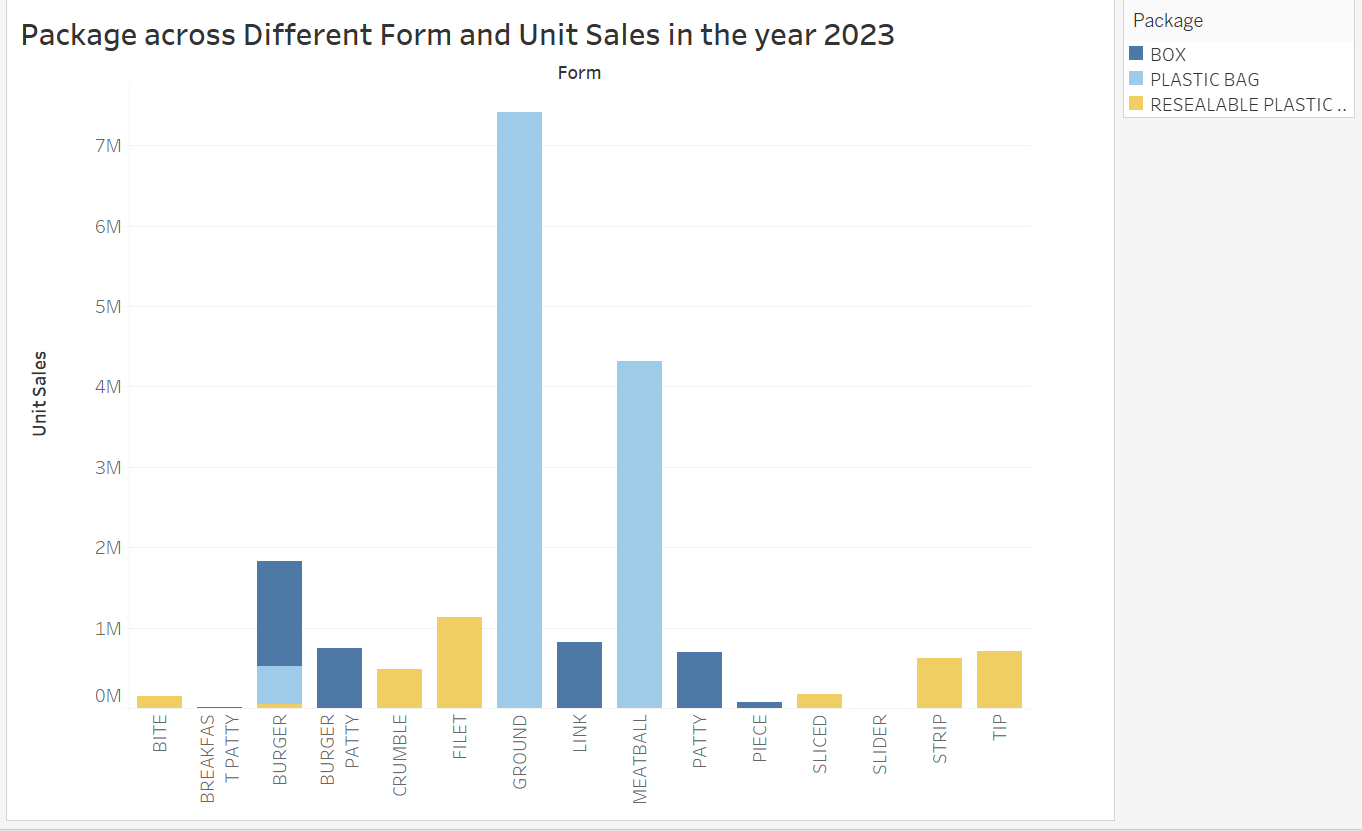 Package across Different Form and Unit Sales in the year 2023
Form
Unit Sales
7M
6M
5M
4M
3M
2M
1M
0M
BITE
BREAKFAS
T PATTY
BURGER
BURGER
PATTY
CRUMBLE
FILET
GROUND
LINK
MEATBALL
PATTY
PIECE
SLICED
SLIDER
STRIP
TIP
Package
BOX
PLASTIC BAG
RESEALABLE PLASTIC ..